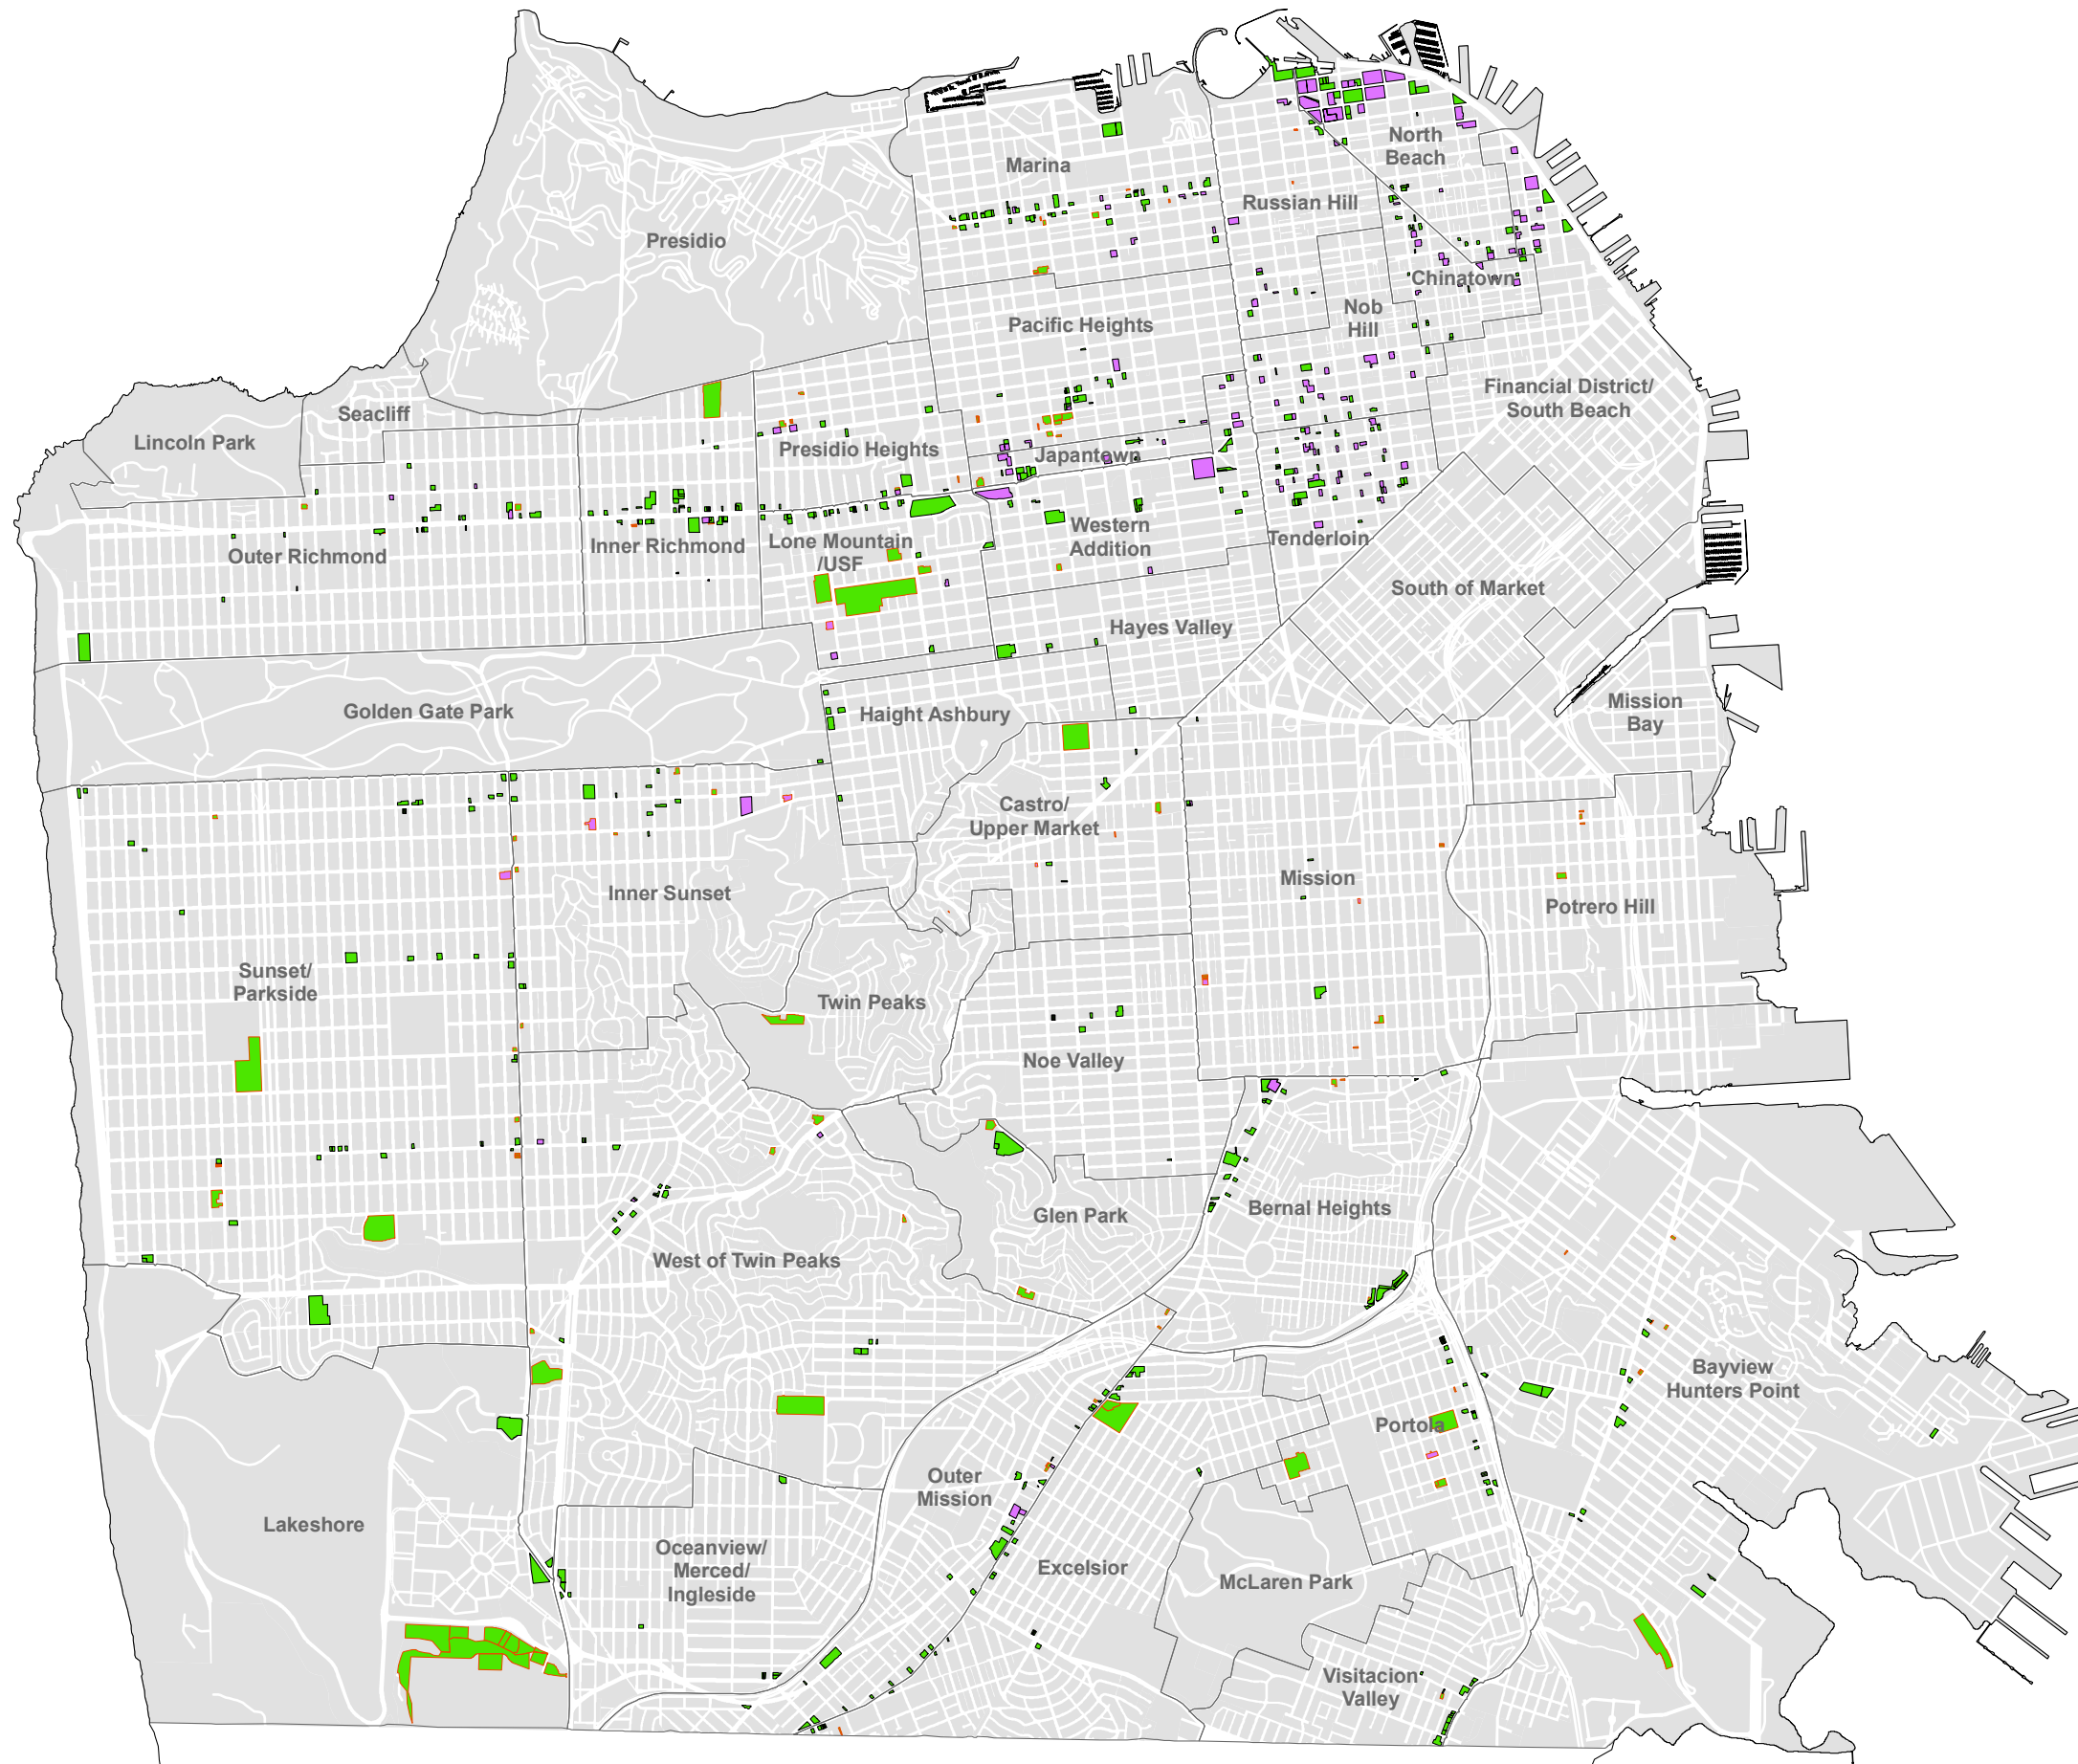 North
Beach
Marina
Russian Hill
Presidio
Chinatown
Nob
Hill
Pacific Heights
Financial District/
South Beach
Seacliff
Lincoln Park
Presidio Heights
Japantown
Western
Addition
Tenderloin
Lone Mountain
/USF
Inner Richmond
Outer Richmond
South of Market
Hayes Valley
Mission
Bay
Golden Gate Park
Haight Ashbury
Castro/
Upper Market
Mission
Inner Sunset
Potrero Hill
Sunset/
Parkside
Twin Peaks
Noe Valley
Bernal Heights
Glen Park
West of Twin Peaks
Bayview
Hunters Point
Portola
Outer
Mission
Lakeshore
Oceanview/
Merced/
Ingleside
Excelsior
McLaren Park
Visitacion
Valley